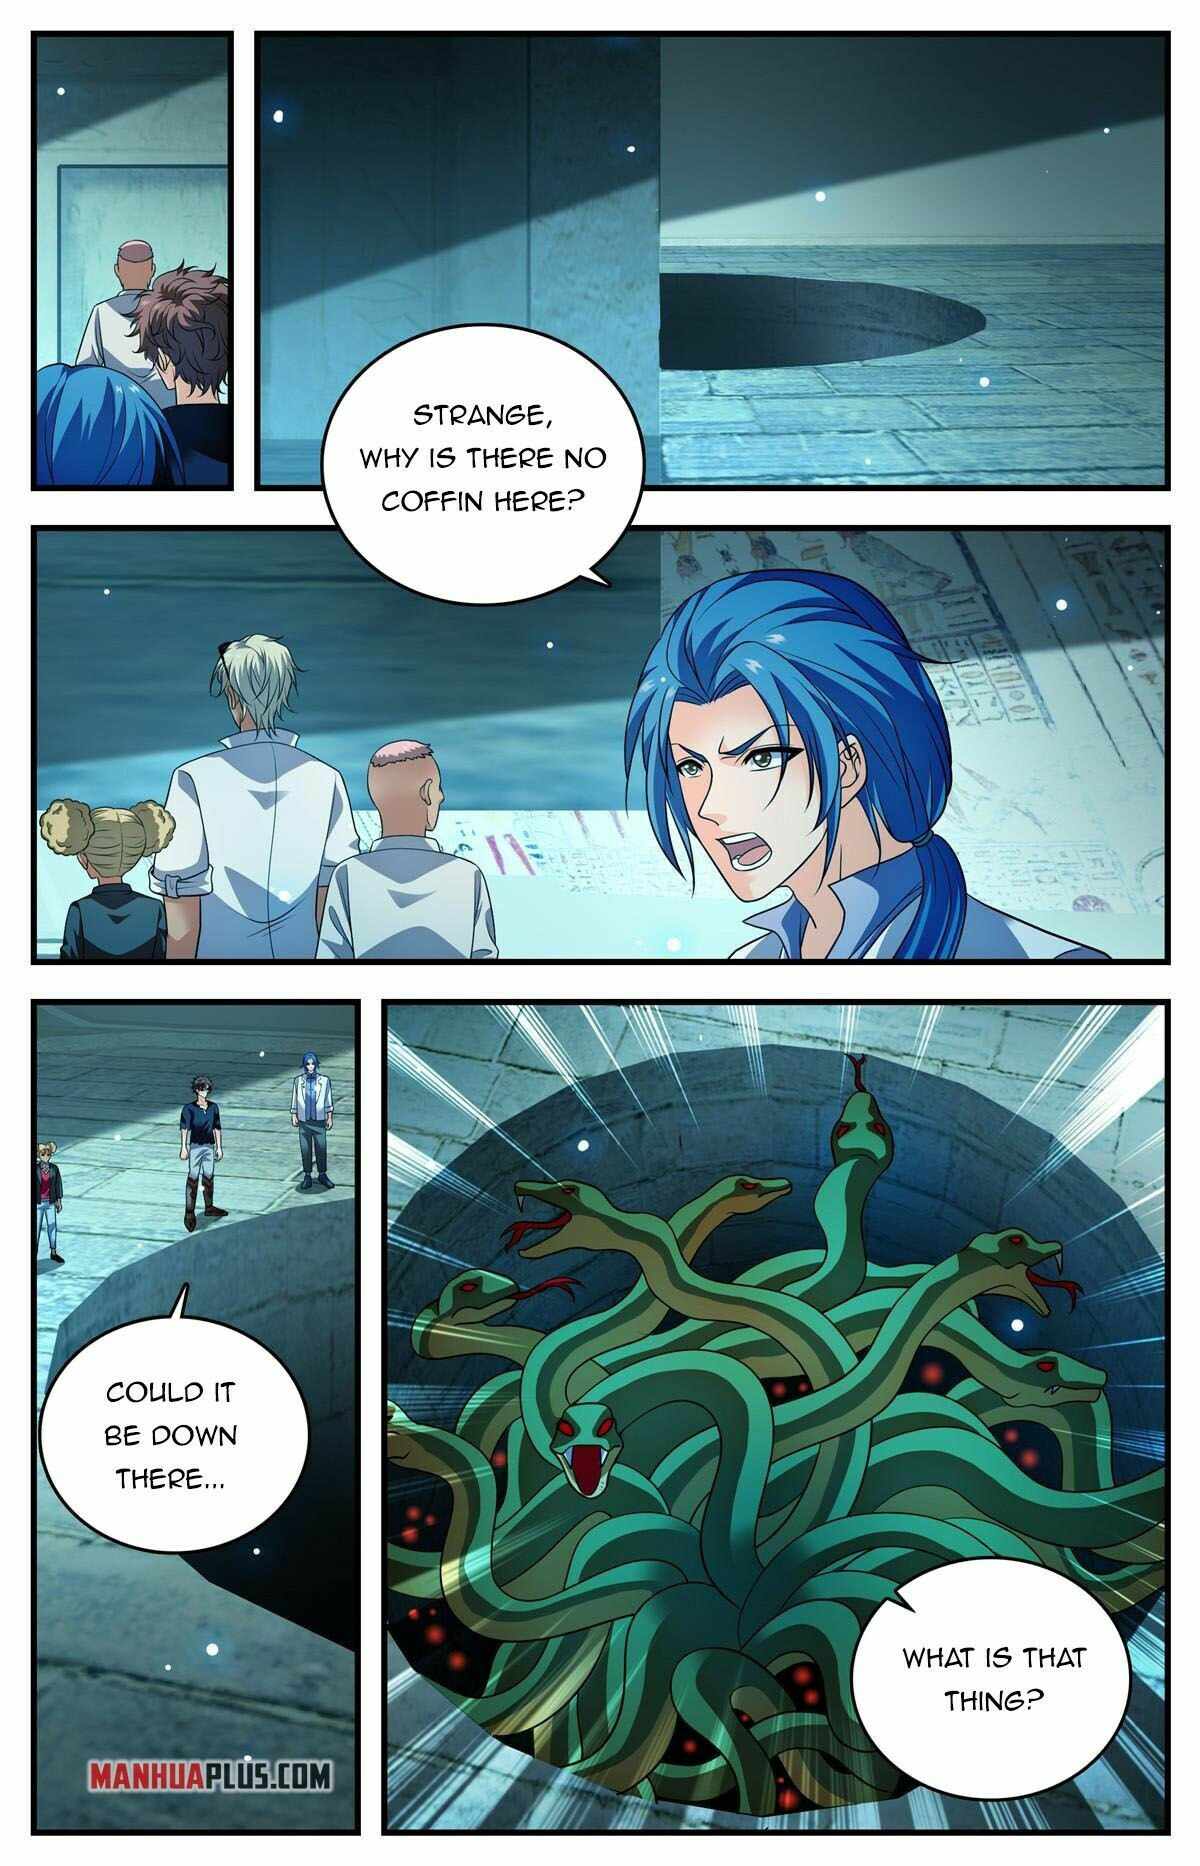 STRANGE,
WHY IS THERE NO
COFFIN HERE?
COULD IT
BE DOWN
THERE...
WHAT IS THAT
THING?
MANHUAPLUS.COM